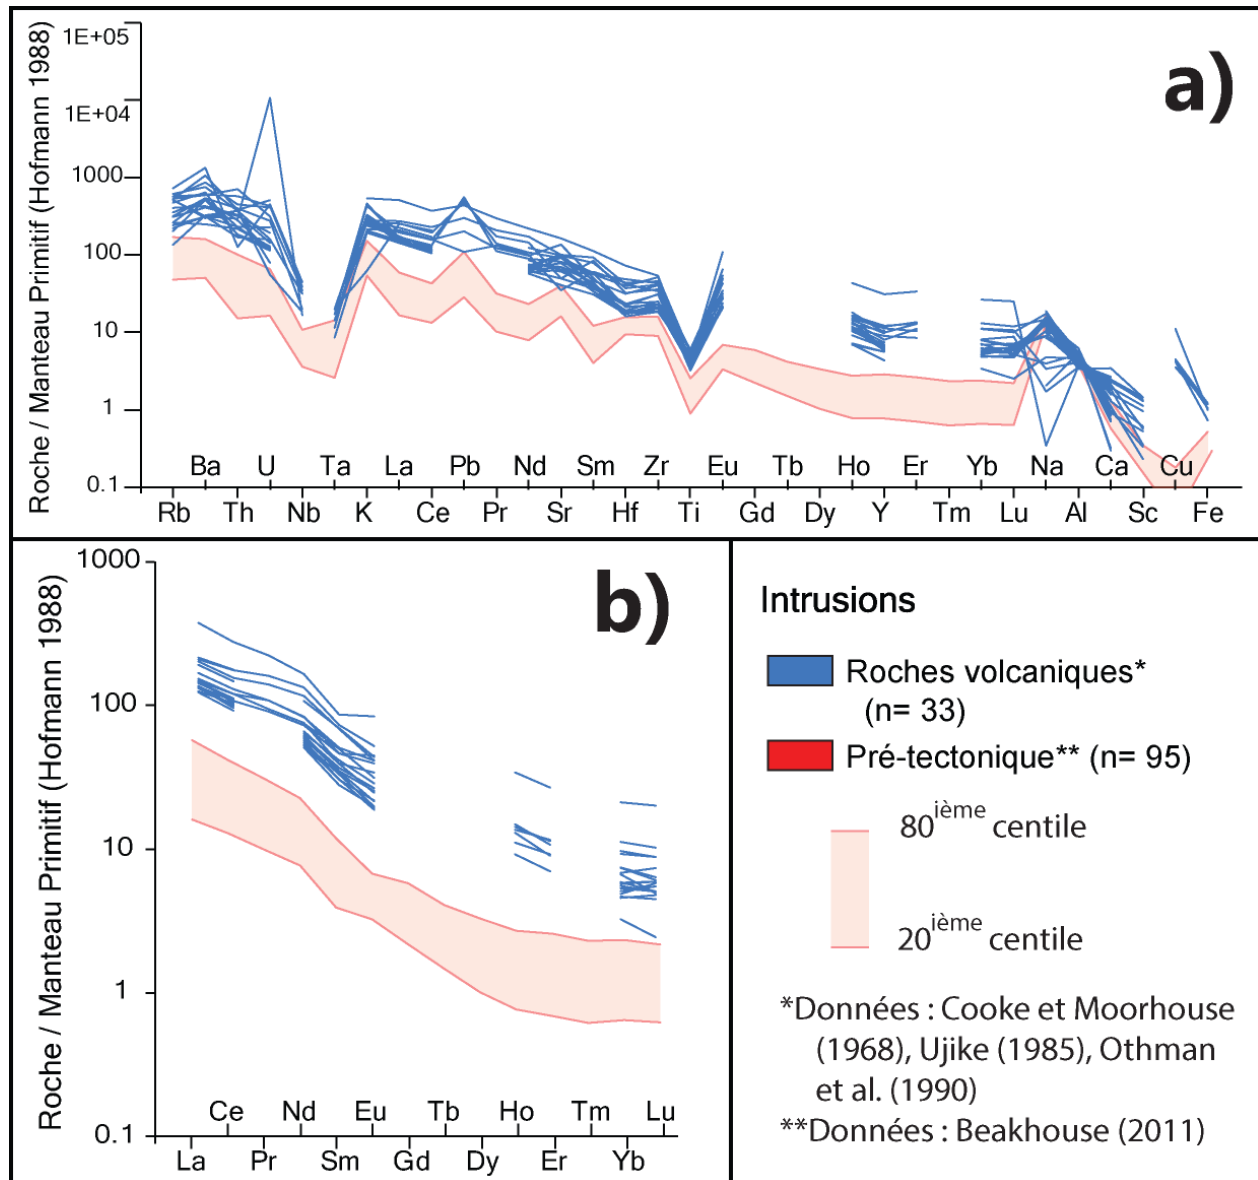 Roche / Manteau Primitif (Hofmann 1988)
1E+05
1E+04
1000
100
10
1
0.1
a)
Ba U Ta La Pb Nd Sm Zr Eu Tb Ho Er Yb Na Ca Cu
Rb Th Nb K Ce Pr Sr Hf Ti Gd Dy Y Tm Lu Al Sc Fe
Roche / Manteau Primitif (Hofmann 1988)
1000
100
10
1
0.1
b)
Ce Nd Eu Tb Ho Tm Lu
La Pr Sm Gd Dy Er Yb
Intrusions
Roches volcaniques*
(n= 33)
Pré-tectonique** (n= 95)
80ième centile
20ième centile
*Données : Cooke et Moorhouse
(1968), Ujike (1985), Othman
et al. (1990)
**Données : Beakhouse (2011)